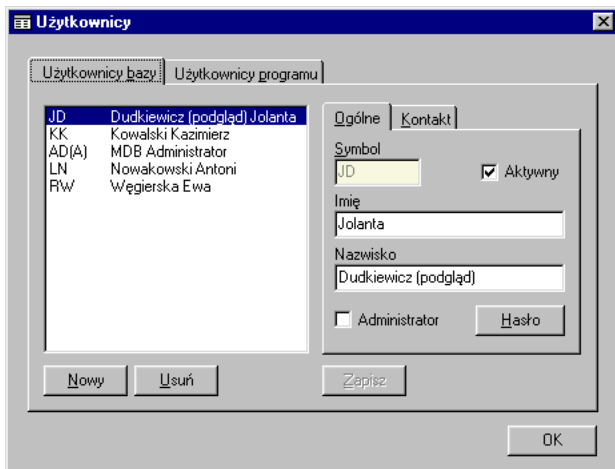 Użytkownicy
Użytkownicy bazy
Użytkownicy programu
JD Dudkiewicz (podgląd) Jolanta
KK Kowalski Kazimierz
AD(A) MDB Administrator
LN Nowakowski Antoni
RW Węgierska Ewa
Ogólne
Kontakt
Symbol
JD
Aktywny
Imię
Jolanta
Nazwisko
Dudkiewicz (podgląd)
Administrator
Hasło
Nowy
Usuń
Zapisz
OK